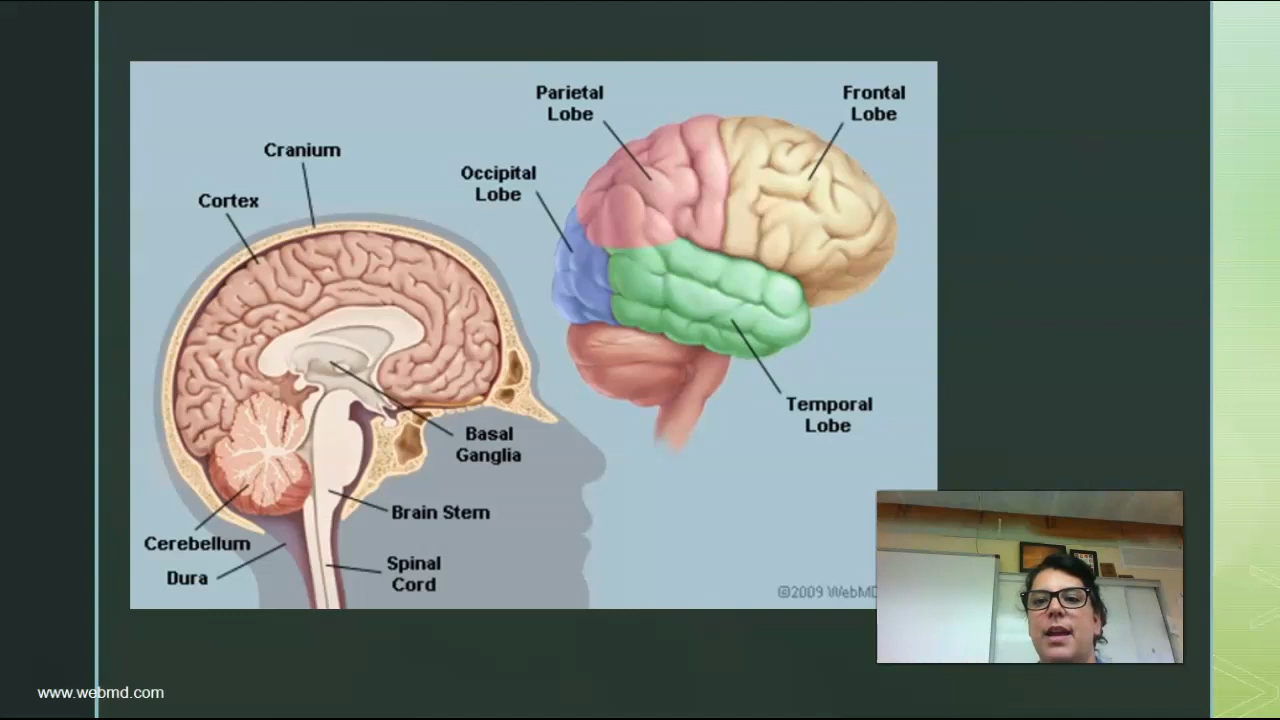 Parietal
Lobe
Frontal
Lobe
Cranium
Occipital
Lobe
Cortex
Temporal
Lobe
Basal
Ganglia
Brain Stem
Cerebellum
Spinal
Cord
Dura
©2009 WebMD
www.webmd.com